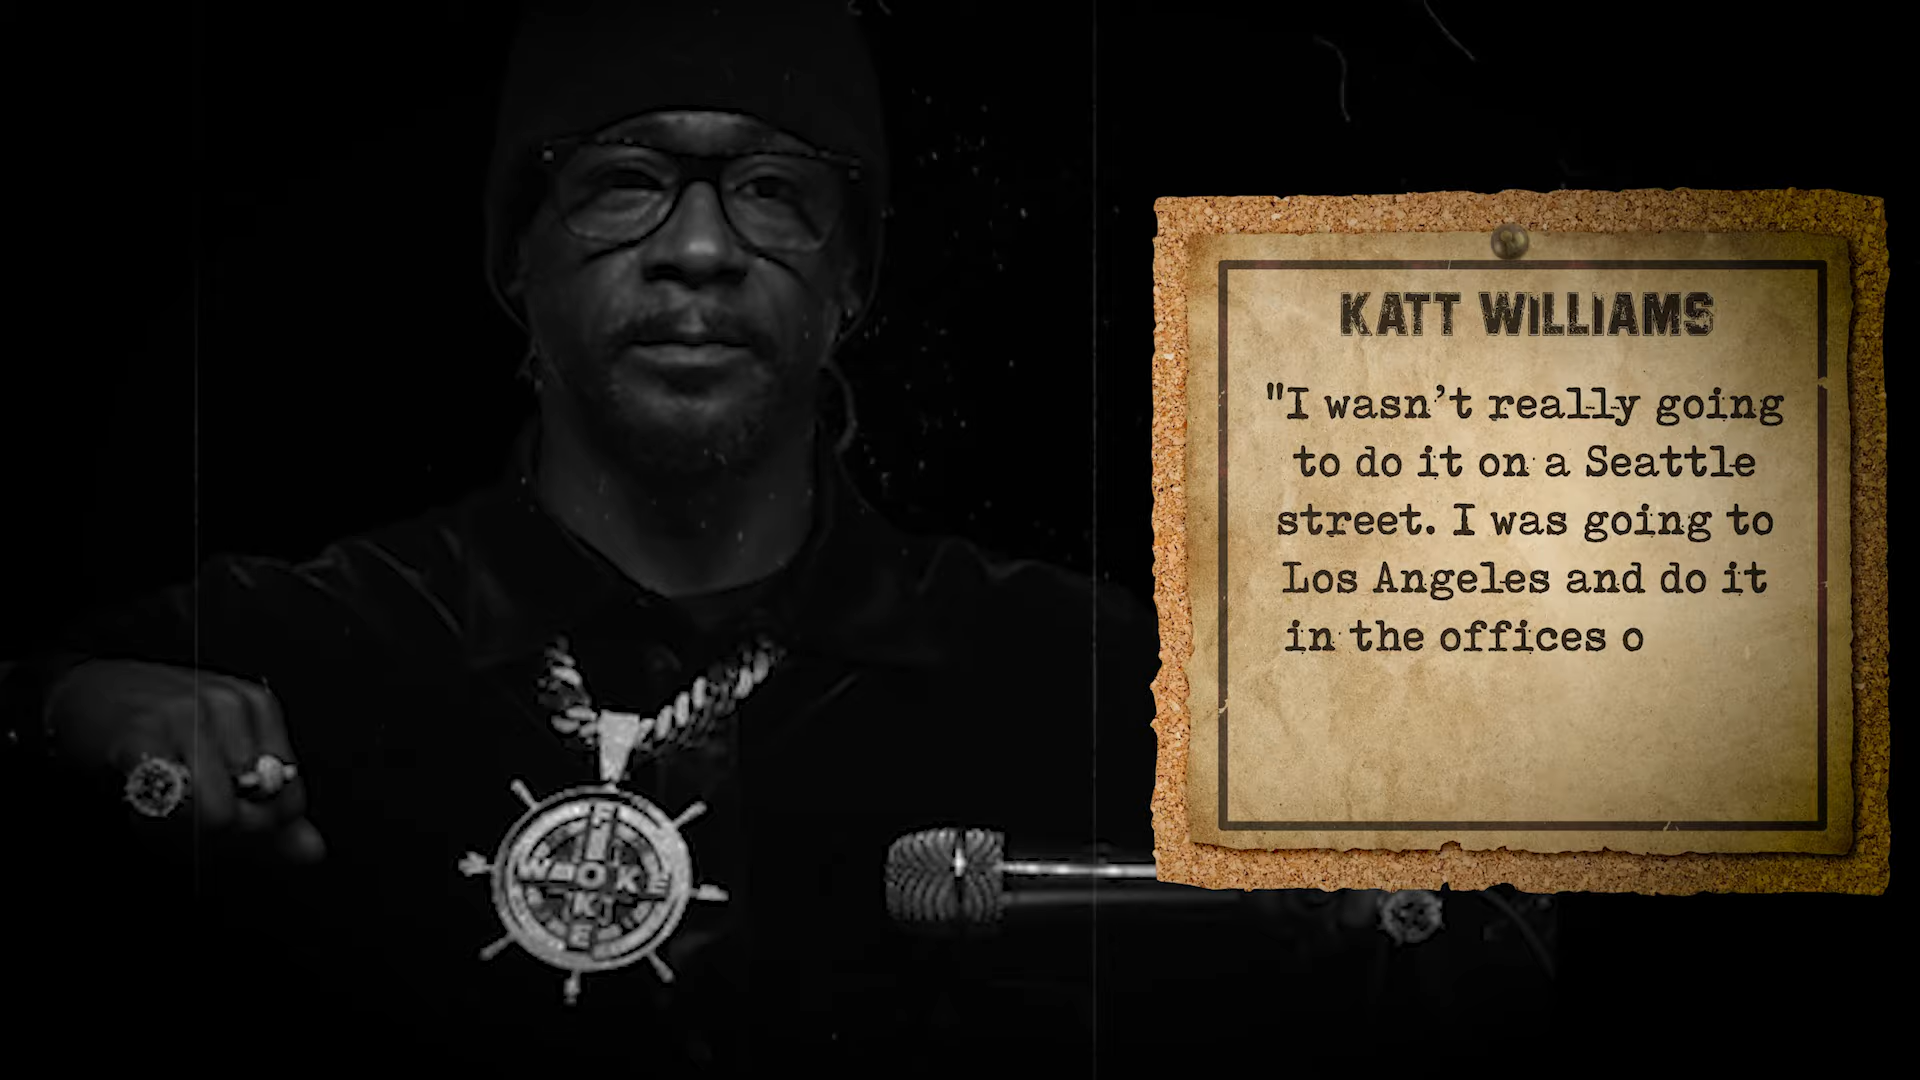 KATT WILLIAMS
"I wasn’t really going
to do it on a Seattle
street. I was going to
Los Angeles and do it
in the offices o
WOKE